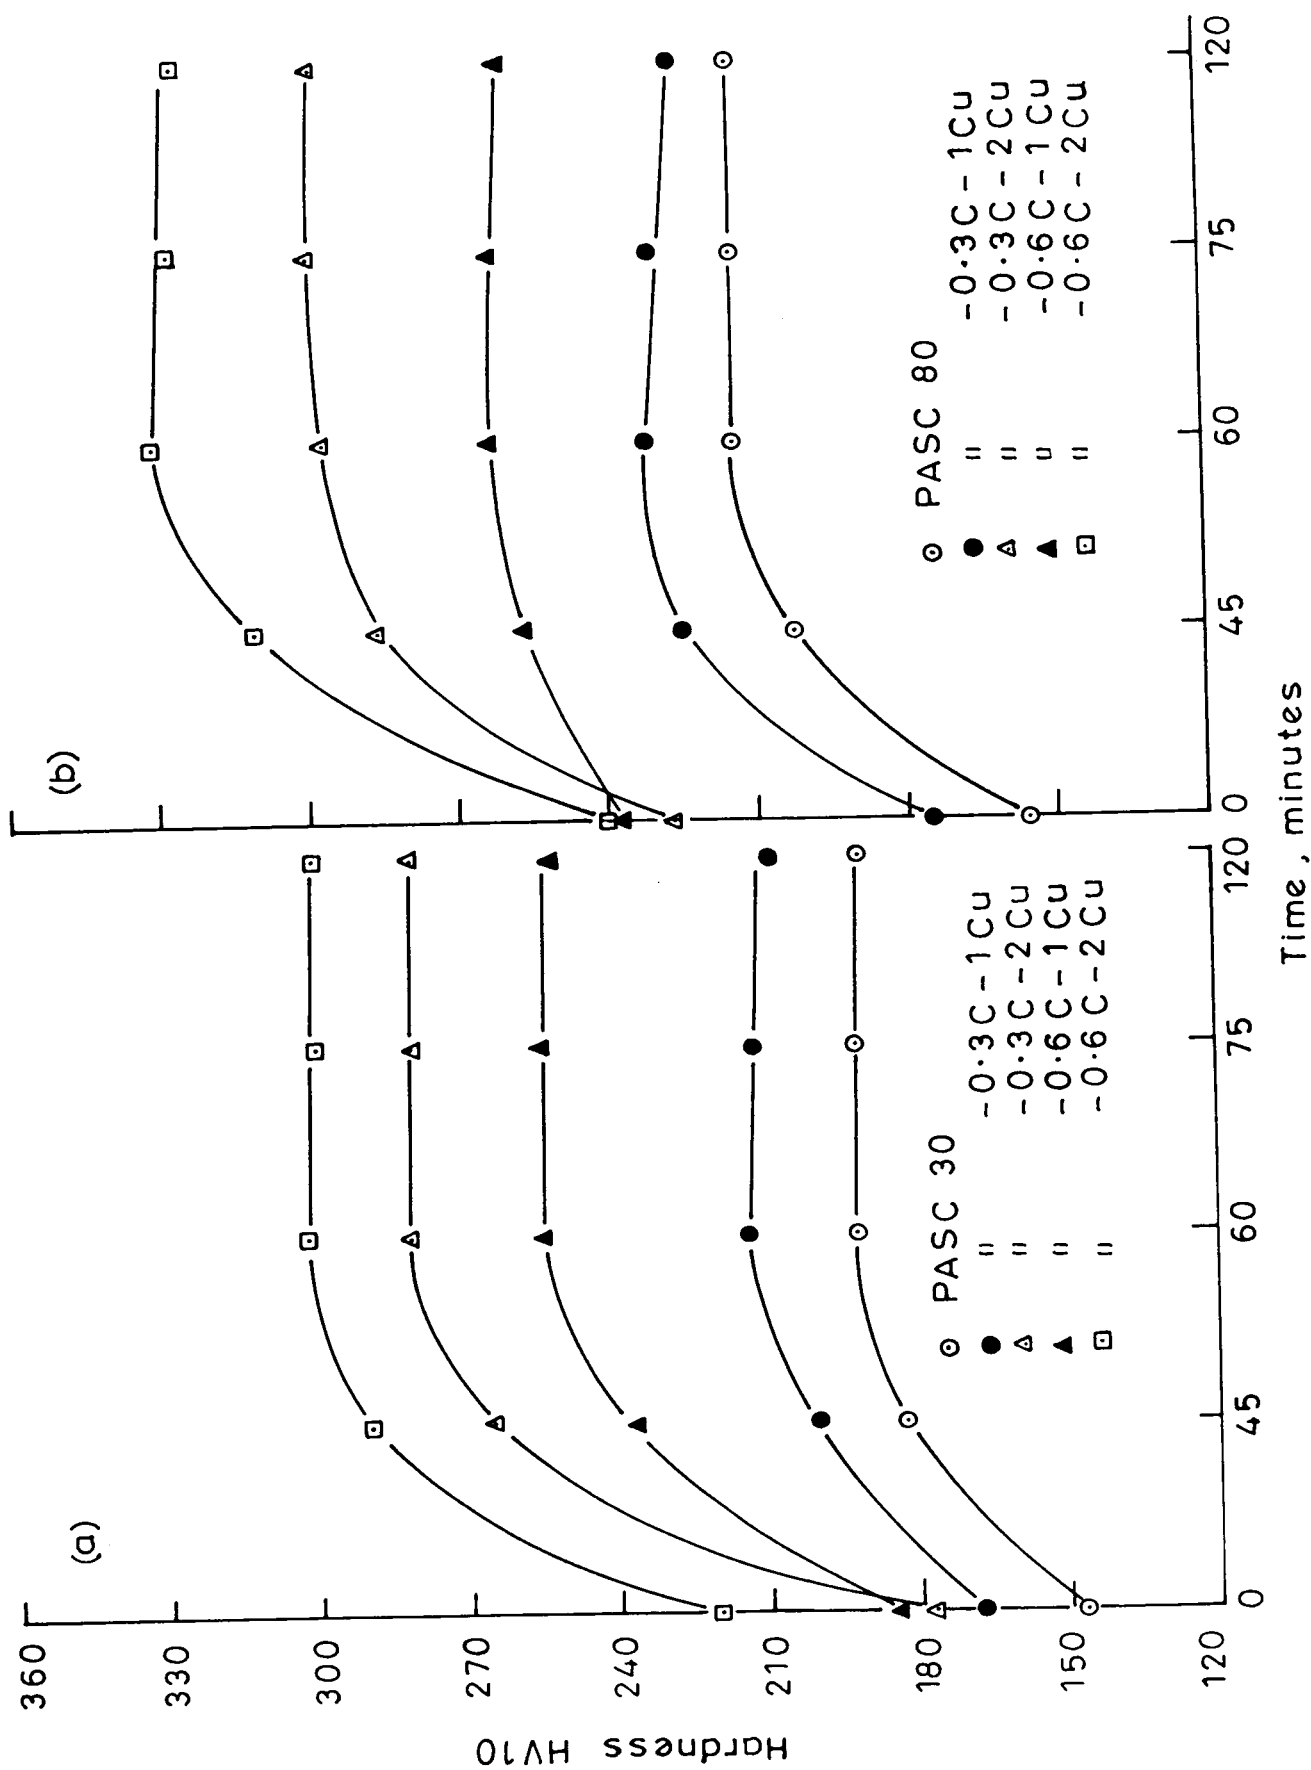 (a)
(b)
Hardness HV10
360
330
300
270
240
210
180
150
120
0
45
60
75
120
0
45
60
75
120
Time, minutes
PASC 30
" -0·3C-1Cu
" -0·3C-2Cu
" -0·6C-1Cu
" -0·6C-2Cu
PASC 80
" -0·3C-1Cu
" -0·3C-2Cu
" -0·6C-1Cu
" -0·6C-2Cu